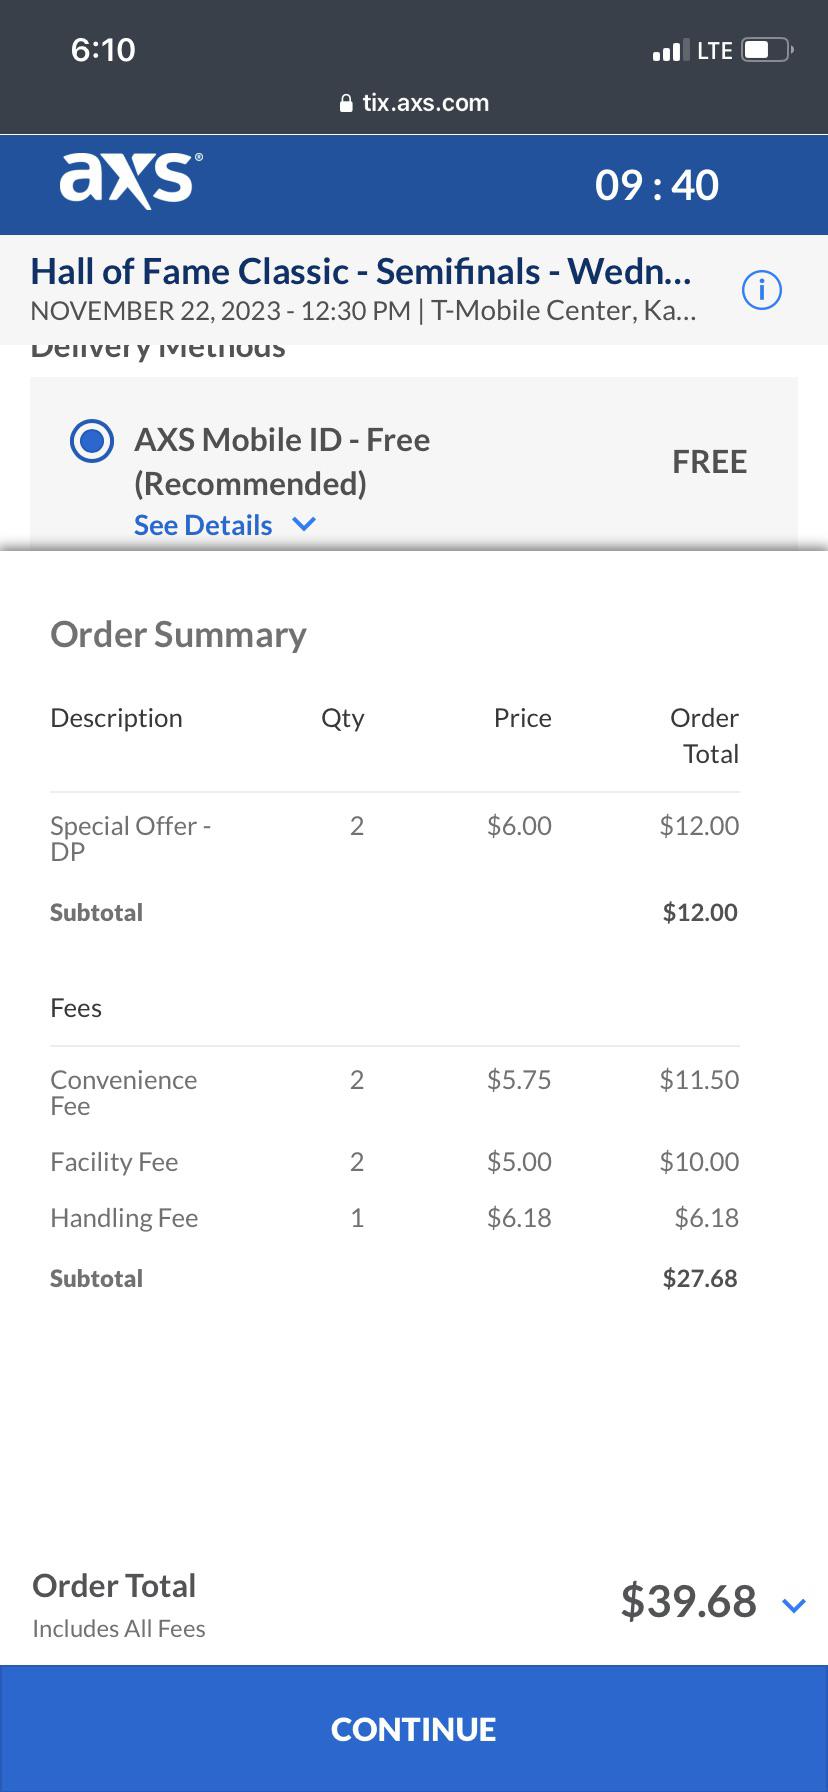 6:10
LTE
tix.axs.com
axs®
09 : 40
Hall of Fame Classic - Semifinals - Wedn...
NOVEMBER 22, 2023 - 12:30 PM | T-Mobile Center, Ka...
Delivery Methods
AXS Mobile ID - Free
(Recommended)
FREE
See Details
Order Summary
Description Qty Price Order
Total
Special Offer - 2 $6.00 $12.00
DP
Subtotal $12.00
Fees
Convenience 2 $5.75 $11.50
Fee
Facility Fee 2 $5.00 $10.00
Handling Fee 1 $6.18 $6.18
Subtotal $27.68
Order Total $39.68
Includes All Fees
CONTINUE